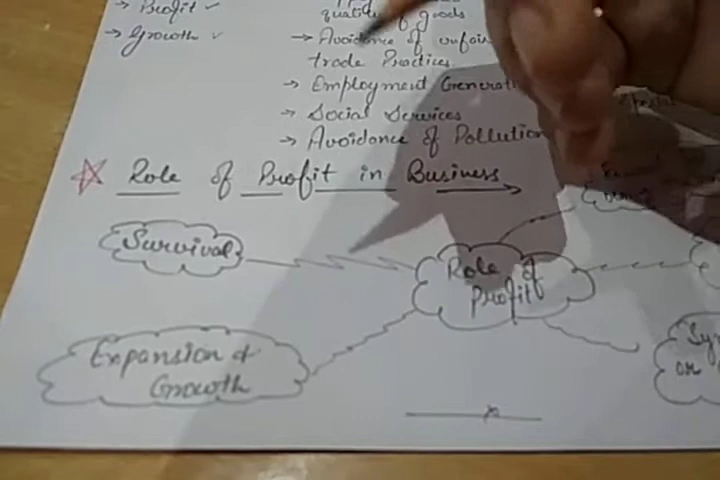 → Profit ✓
→ Growth ✓
quality of goods
→ Avoidance of unfair
trade Practices.
→ Employment
→ Social Services
→ Avoidance of Pollution
Role of Profit in Business
Survival
Role of
Profit
Expansion &
Growth
or